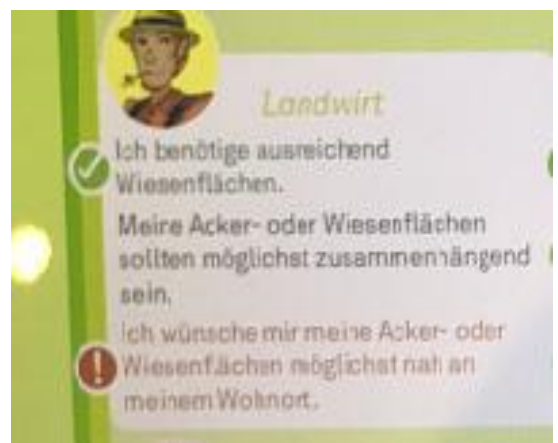 Landwirt
Ich benötige ausreichend
Wiesenflächen.
Meine Acker- oder Wiesenflächen
sollten möglichst zusammenhängend
sein.
Ich wünsche mir meine Acker- oder
Wiesenflächen möglichst nah an
meinem Wohnort.